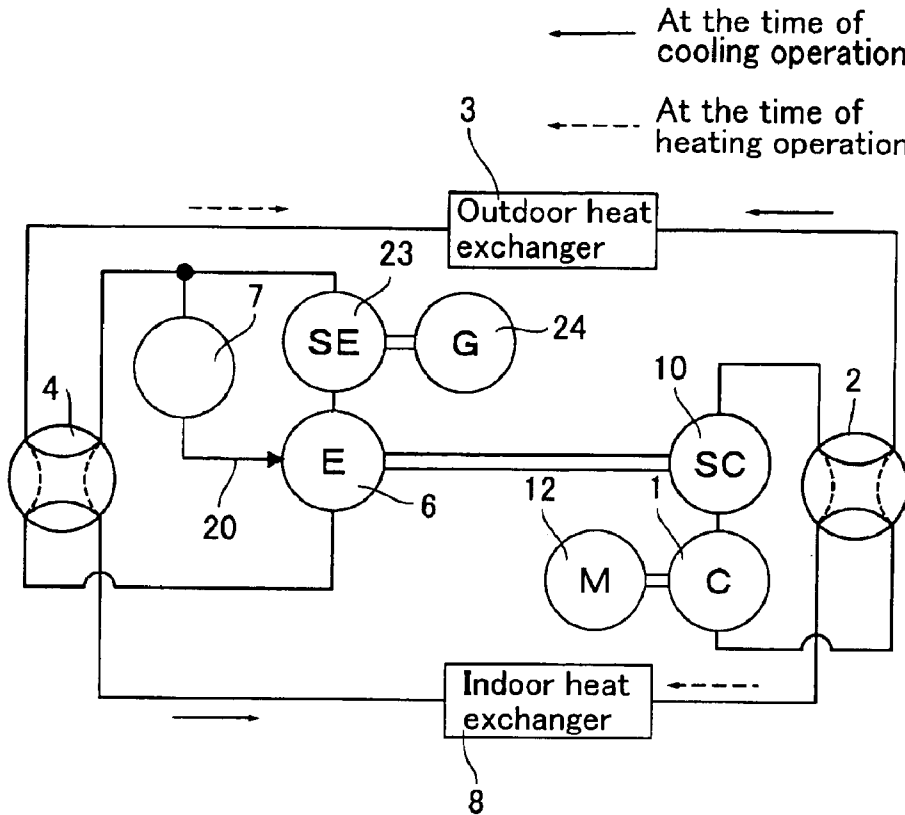 At the time of
cooling operation
At the time of
heating operation
3
Outdoor heat
exchanger
23
7
SE
G
24
4
10
2
E
SC
20
6
12
1
M
C
Indoor heat
exchanger
8